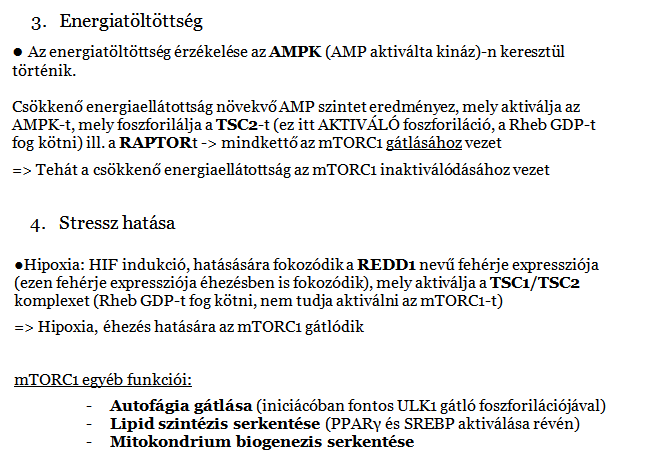 3. Energiatöltöttség
● Az energiatöltöttség érzékelése az AMPK (AMP aktiválta kináz)-n keresztül
történik.
Csökkenő energiaellátottság növekvő AMP szintet eredményez, mely aktiválja az
AMPK-t, mely foszforilálja a TSC2-t (ez itt AKTIVÁLÓ foszforiláció, a Rheb GDP-t
fog kötni) ill. a RAPTORt -> mindkettő az mTORC1 gátlásához vezet
=> Tehát a csökkenő energiaellátottság az mTORC1 inaktiválódásához vezet
4. Stressz hatása
●Hipoxia: HIF indukció, hatásására fokozódik a REDD1 nevű fehérje expressziója
(ezen fehérje expressziója éhezésben is fokozódik), mely aktiválja a TSC1/TSC2
komplexet (Rheb GDP-t fog kötni, nem tudja aktiválni az mTORC1-t)
=> Hipoxia, éhezés hatására az mTORC1 gátlódik
mTORC1 egyéb funkciói:
- Autofágia gátlása (iniciácóban fontos ULK1 gátló foszforilációjával)
- Lipid szintézis serkentése (PPARγ és SREBP aktiválása révén)
- Mitokondrium biogenezis serkentése